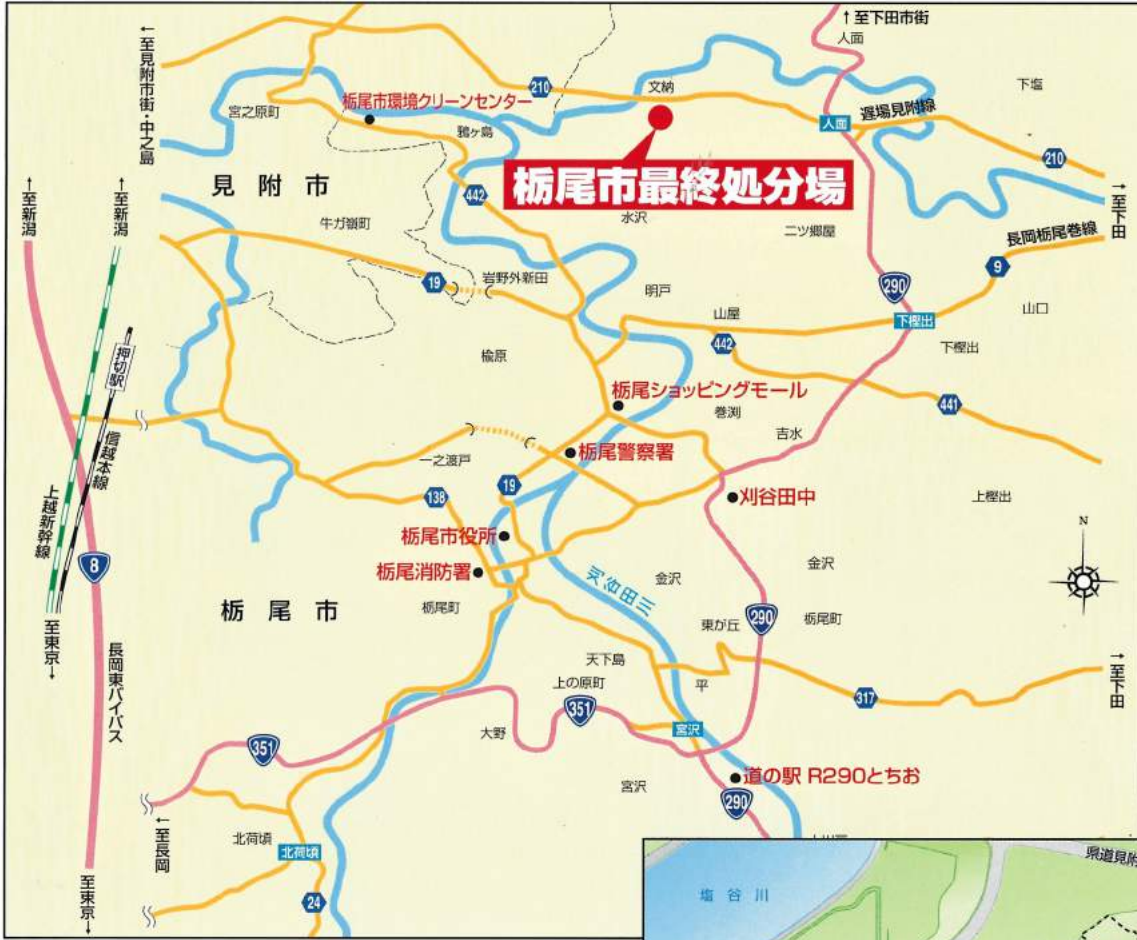 ↑至下田市街
人面
←至見附市街・中之島
宮之原町
栃尾市環境クリーンセンター
210
文納
下塩
鴉ヶ島
人面
遅場見附線
210
栃尾市最終処分場
見附市
442
水沢
二ツ郷屋
→至下田
長岡栃尾巻線
9
←至新潟
←至新潟
牛ガ嶺町
19
岩野外新田
明戸
290
山口
山屋
下樫出
442
下樫出
押切駅
楡原
栃尾ショッピングモール
巻渕
441
信越本線
栃尾警察署
吉水
一之渡戸
上越新幹線
138
19
刈谷田中
上樫出
N
栃尾市役所
8
栃尾消防署
金沢
金沢
栃尾市
栃尾町
290
栃尾町
東が丘
至東京→
天下島
→至下田
長岡東バイパス
上の原町
平
317
351
351
大野
宮沢
道の駅 R290とちお
宮沢
290
←至長岡
北荷頃
北荷頃
24
至東京→
県道見附
塩谷川